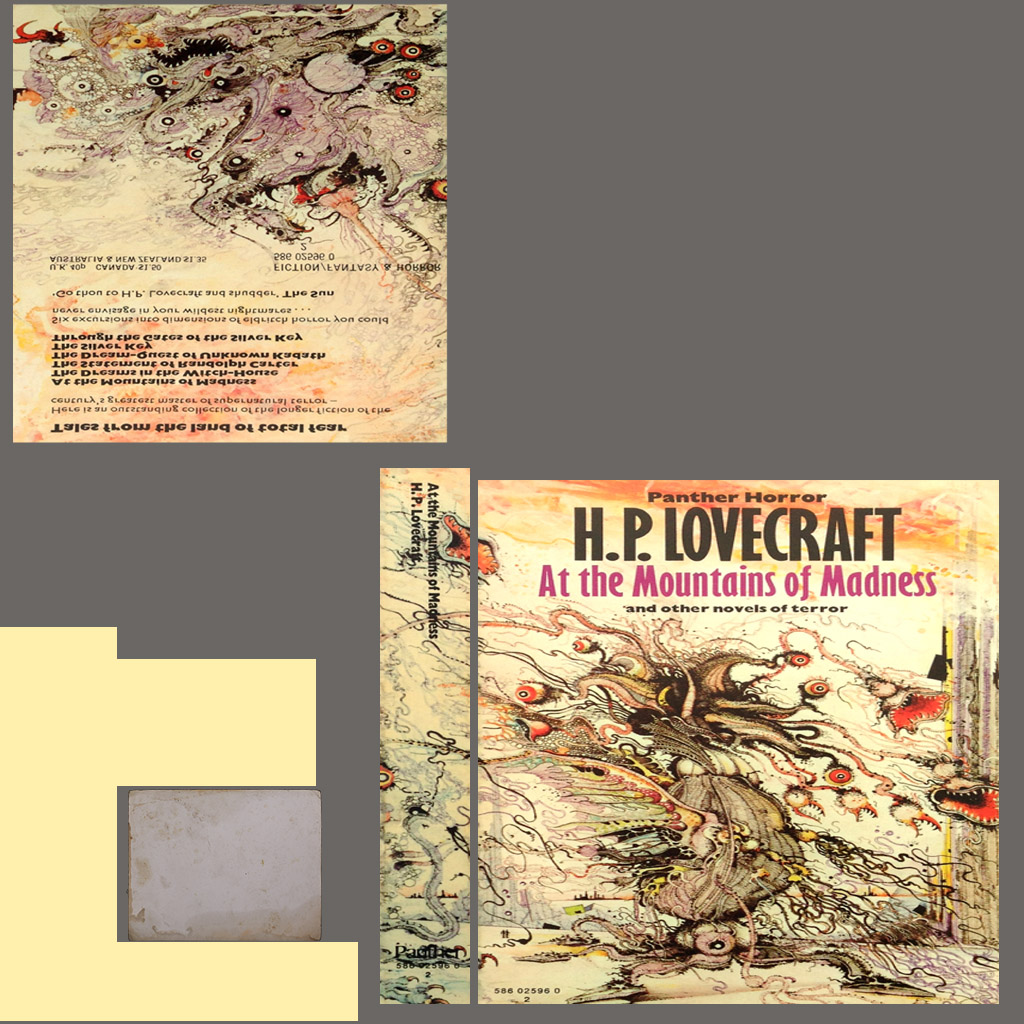 Tales from the land of total fear
Here is an outstanding collection of the longer fiction of the
century's greatest master of supernatural terror –
At the Mountains of Madness
The Dreams in the Witch-House
The Statement of Randolph Carter
The Dream-Quest of Unknown Kadath
The Silver Key
Through the Gates of the Silver Key
Six excursions into dimensions of eldritch horror you could
never envisage in your wildest nightmares . . .
'Go thou to H.P. Lovecraft and shudder' The Sun
U.K. 40p CANADA $1.50
AUSTRALIA & NEW ZEALAND $1.35
FICTION/FANTASY & HORROR
586 02596 0
2
At the Mountains of Madness
H.P. Lovecraft
Panther
586 02596 0
2
Panther Horror
H.P. LOVECRAFT
At the Mountains of Madness
and other novels of terror
586 02596 0
2